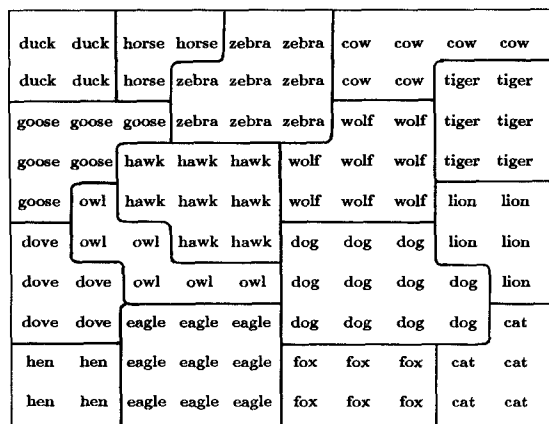 duck duck horse horse zebra zebra cow cow cow cow
duck duck horse zebra zebra zebra cow cow tiger tiger
goose goose goose zebra zebra zebra wolf wolf tiger tiger
goose goose hawk hawk hawk wolf wolf wolf tiger tiger
goose owl hawk hawk hawk wolf wolf wolf lion lion
dove owl owl hawk hawk dog dog dog lion lion
dove dove owl owl owl dog dog dog dog lion
dove dove eagle eagle eagle dog dog dog dog cat
hen hen eagle eagle eagle fox fox fox cat cat
hen hen eagle eagle eagle fox fox fox cat cat